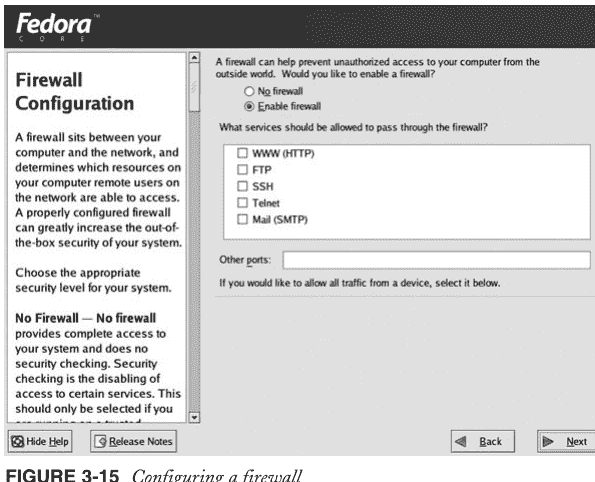 Fedora™
CORE
Firewall
Configuration
A firewall sits between your
computer and the network, and
determines which resources on
your computer remote users on
the network are able to access.
A properly configured firewall
can greatly increase the out-of-
the-box security of your system.
Choose the appropriate
security level for your system.
No Firewall — No firewall
provides complete access to
your system and does no
security checking. Security
checking is the disabling of
access to certain services. This
should only be selected if you
A firewall can help prevent unauthorized access to your computer from the
outside world. Would you like to enable a firewall?
No firewall
Enable firewall
What services should be allowed to pass through the firewall?
WWW (HTTP)
FTP
SSH
Telnet
Mail (SMTP)
Other ports:
If you would like to allow all traffic from a device, select it below.
Hide Help
Release Notes
Back
Next
FIGURE 3-15 Configuring a firewall